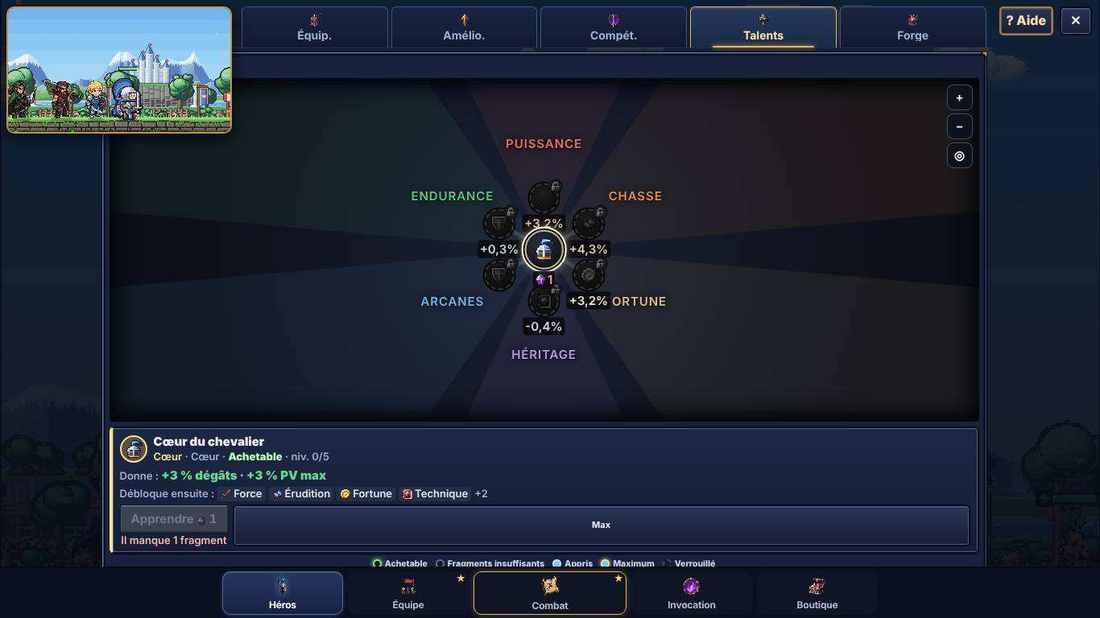 Équip.
Amélio.
Compét.
Talents
Forge
? Aide
×
+
−
PUISSANCE
ENDURANCE
CHASSE
+3,2%
+0,3%
+4,3%
1
ARCANES
+3,2% ORTUNE
-0,4%
HÉRITAGE
Cœur du chevalier
Cœur · Cœur · Achetable · niv. 0/5
Donne : +3 % dégâts · +3 % PV max
Débloque ensuite : Force Érudition Fortune Technique +2
Apprendre 1
Max
Il manque 1 fragment
Achetable Fragments insuffisants Appris Maximum Verrouillé
Héros
Équipe
Combat
Invocation
Boutique